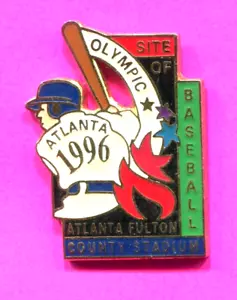 SITE
OF
OLYMPIC
BASEBALL
ATLANTA
1996
ATLANTA FULTON
COUNTY STADIUM